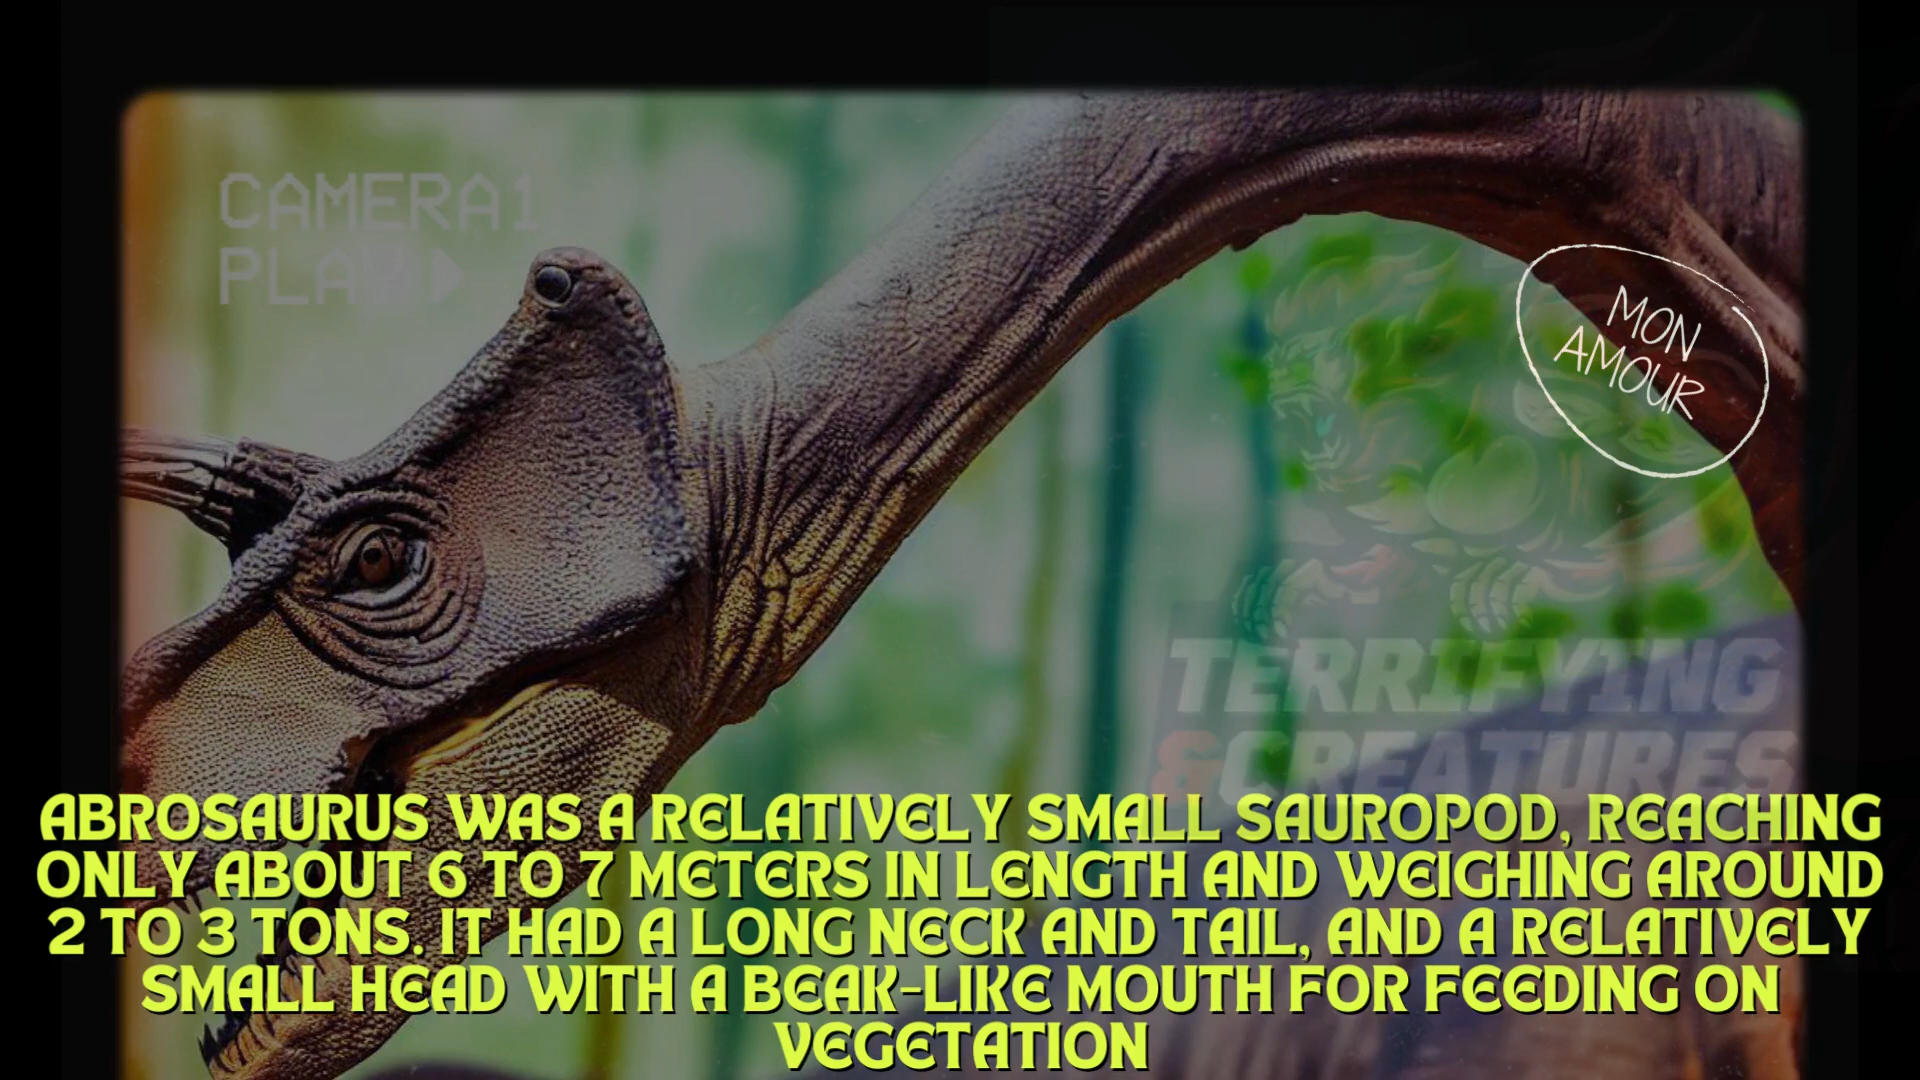 CAMERA1
PLAY
MON
AMOUR
TERRIFYING
&CREATURES
ABROSAURUS WAS A RELATIVELY SMALL SAUROPOD, REACHING
ONLY ABOUT 6 TO 7 METERS IN LENGTH AND WEIGHING AROUND
2 TO 3 TONS. IT HAD A LONG NECK AND TAIL, AND A RELATIVELY
SMALL HEAD WITH A BEAK-LIKE MOUTH FOR FEEDING ON
VEGETATION